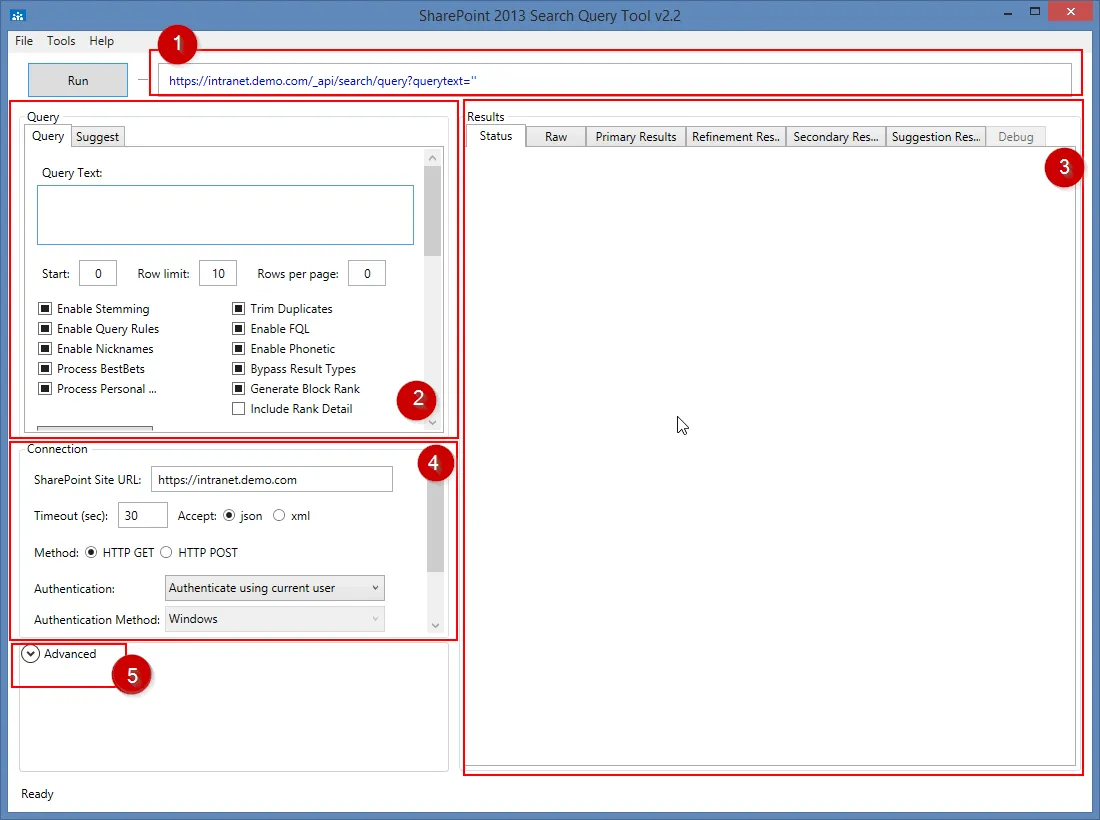 SharePoint 2013 Search Query Tool v2.2
File Tools Help
1
Run https://intranet.demo.com/_api/search/query?querytext=''
Query
Query Suggest
Query Text:
Start: 0 Row limit: 10 Rows per page: 0
Enable Stemming Trim Duplicates
Enable Query Rules Enable FQL
Enable Nicknames Enable Phonetic
Process BestBets Bypass Result Types
Process Personal ... Generate Block Rank
Include Rank Detail
2
Results
Status Raw Primary Results Refinement Res.. Secondary Res... Suggestion Res... Debug
3
Connection
4
SharePoint Site URL: https://intranet.demo.com
Timeout (sec): 30 Accept: json xml
Method: HTTP GET HTTP POST
Authentication: Authenticate using current user
Authentication Method: Windows
Advanced
5
Ready